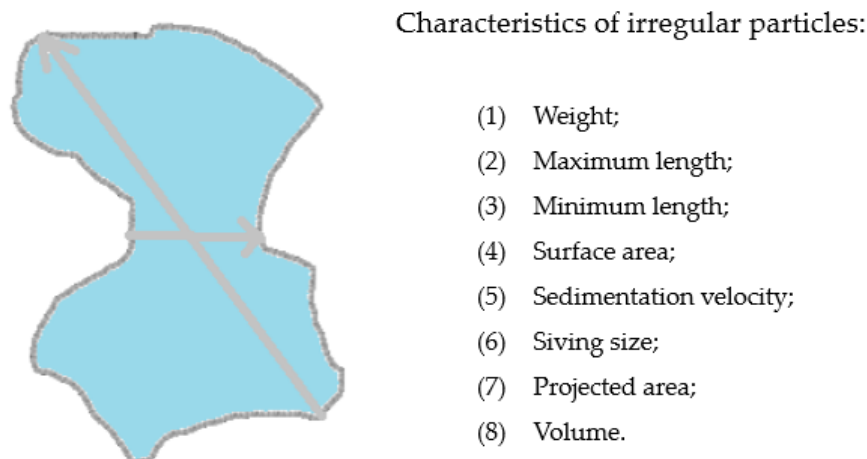 Characteristics of irregular particles:
(1) Weight;
(2) Maximum length;
(3) Minimum length;
(4) Surface area;
(5) Sedimentation velocity;
(6) Siving size;
(7) Projected area;
(8) Volume.